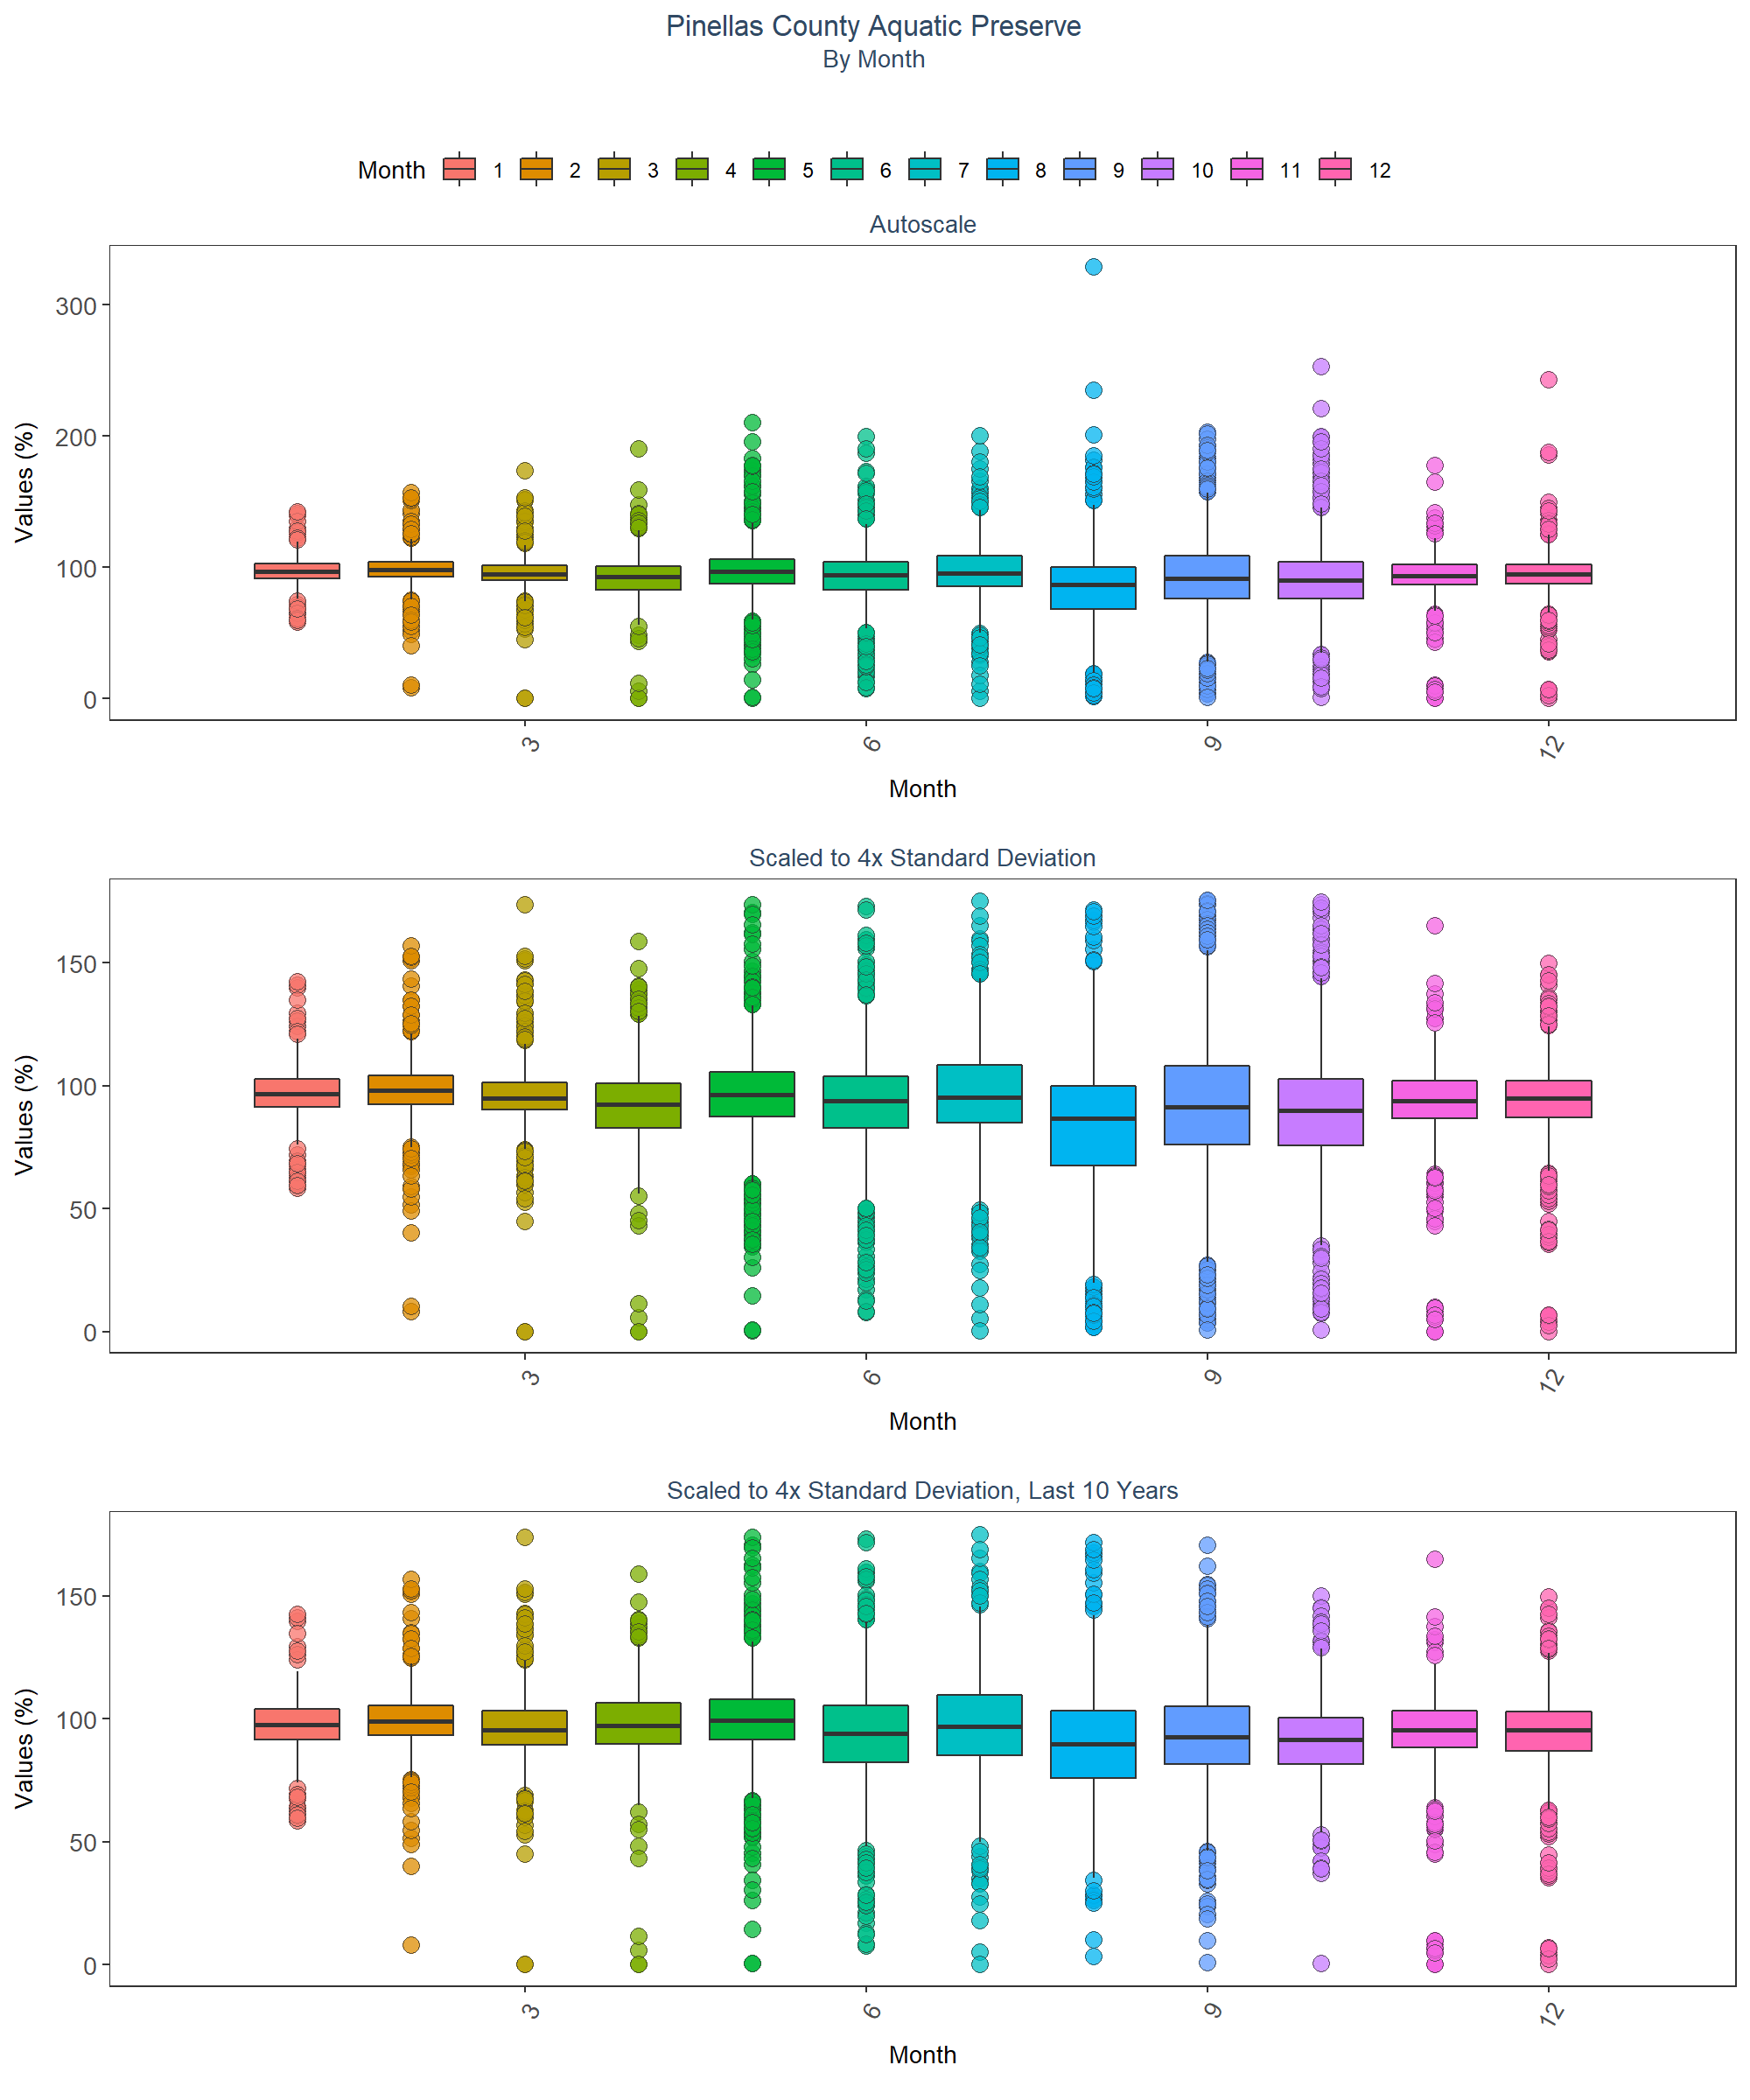 Pinellas County Aquatic Preserve
By Month
Month 1 2 3 4 5 6 7 8 9 10 11 12
Autoscale
Values (%)
300
200
100
0
3 6 9 12
Month
Scaled to 4x Standard Deviation
Values (%)
150
100
50
0
3 6 9 12
Month
Scaled to 4x Standard Deviation, Last 10 Years
Values (%)
150
100
50
0
3 6 9 12
Month